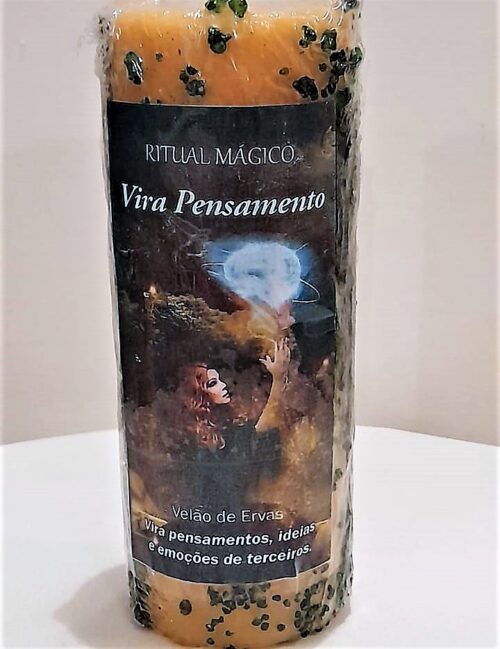 RITUAL MÁGICO
Vira Pensamento
Velão de Ervas
Vira pensamentos, ideias
e emoções de terceiros.